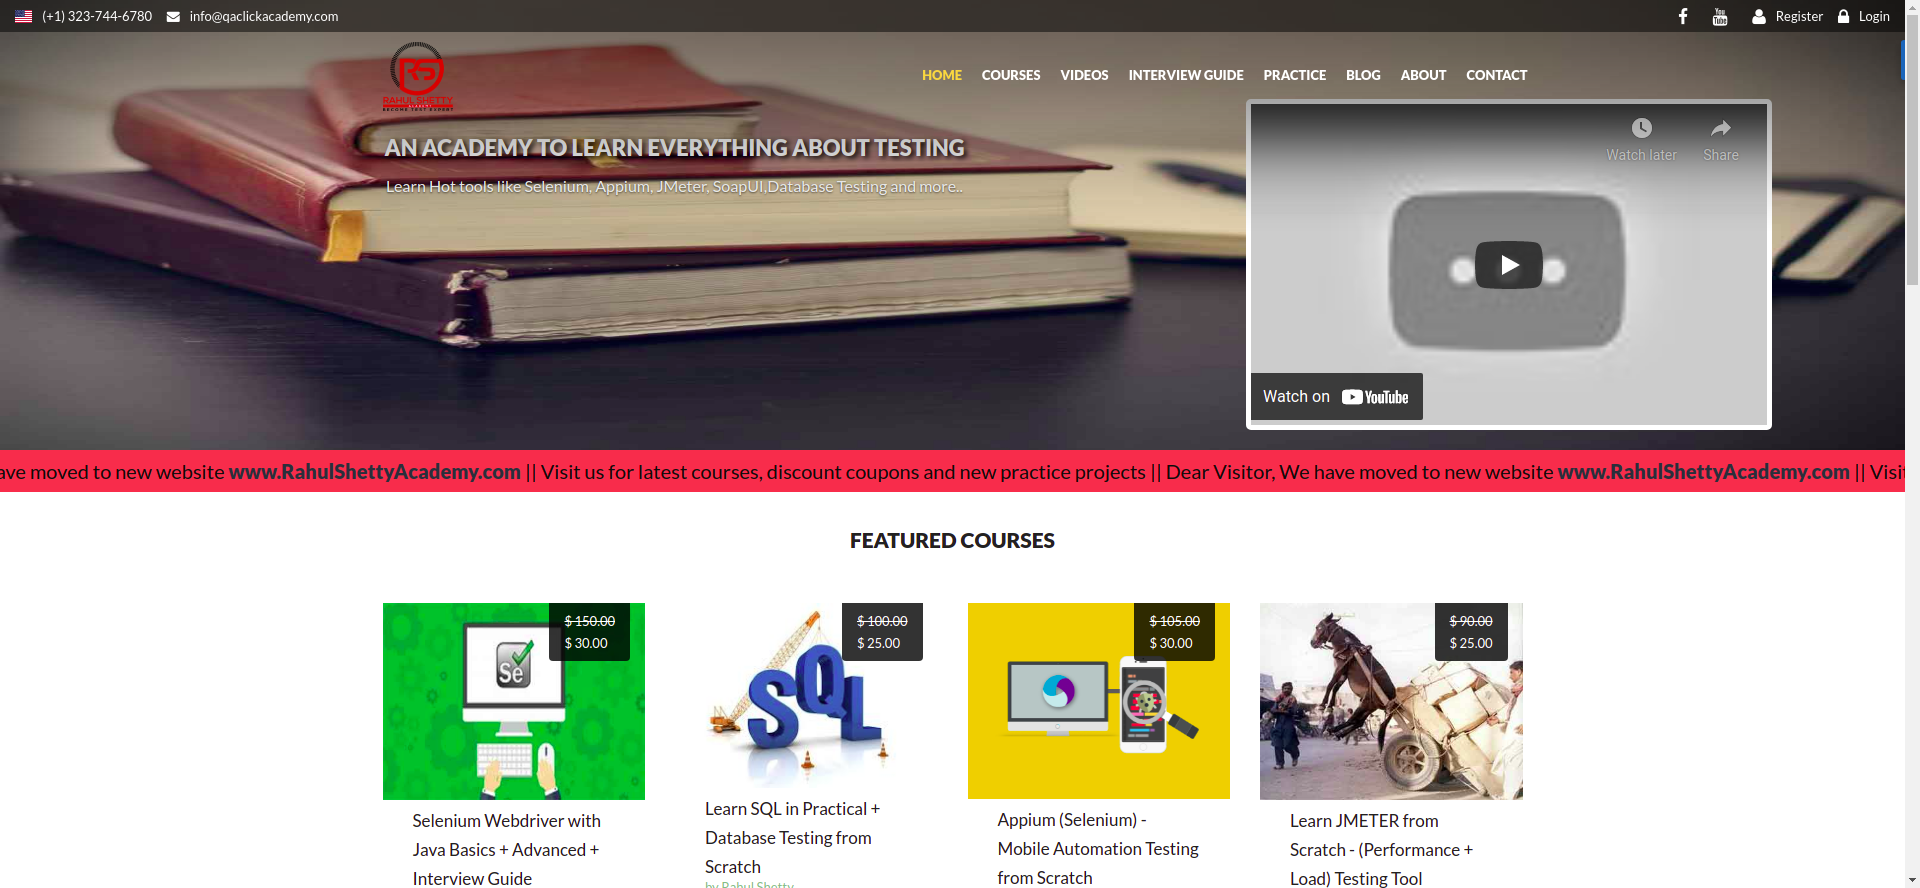 (+1) 323-744-6780 info@qaclickacademy.com
You
Tube
Register Login
RS
RAHUL SHETTY
HOME COURSES VIDEOS INTERVIEW GUIDE PRACTICE BLOG ABOUT CONTACT
AN ACADEMY TO LEARN EVERYTHING ABOUT TESTING
Learn Hot tools like Selenium, Appium, JMeter, SoapUI,Database Testing and more..
Watch later Share
Watch on YouTube
ave moved to new website www.RahulShettyAcademy.com || Visit us for latest courses, discount coupons and new practice projects || Dear Visitor, We have moved to new website www.RahulShettyAcademy.com || Visi
FEATURED COURSES
$ 150.00
$ 30.00
Se
$ 100.00
$ 25.00
SQL
$ 105.00
$ 30.00
$ 90.00
$ 25.00
Selenium Webdriver with
Java Basics + Advanced +
Interview Guide
Learn SQL in Practical +
Database Testing from
Scratch
by Rahul Shetty
Appium (Selenium) -
Mobile Automation Testing
from Scratch
Learn JMETER from
Scratch - (Performance +
Load) Testing Tool